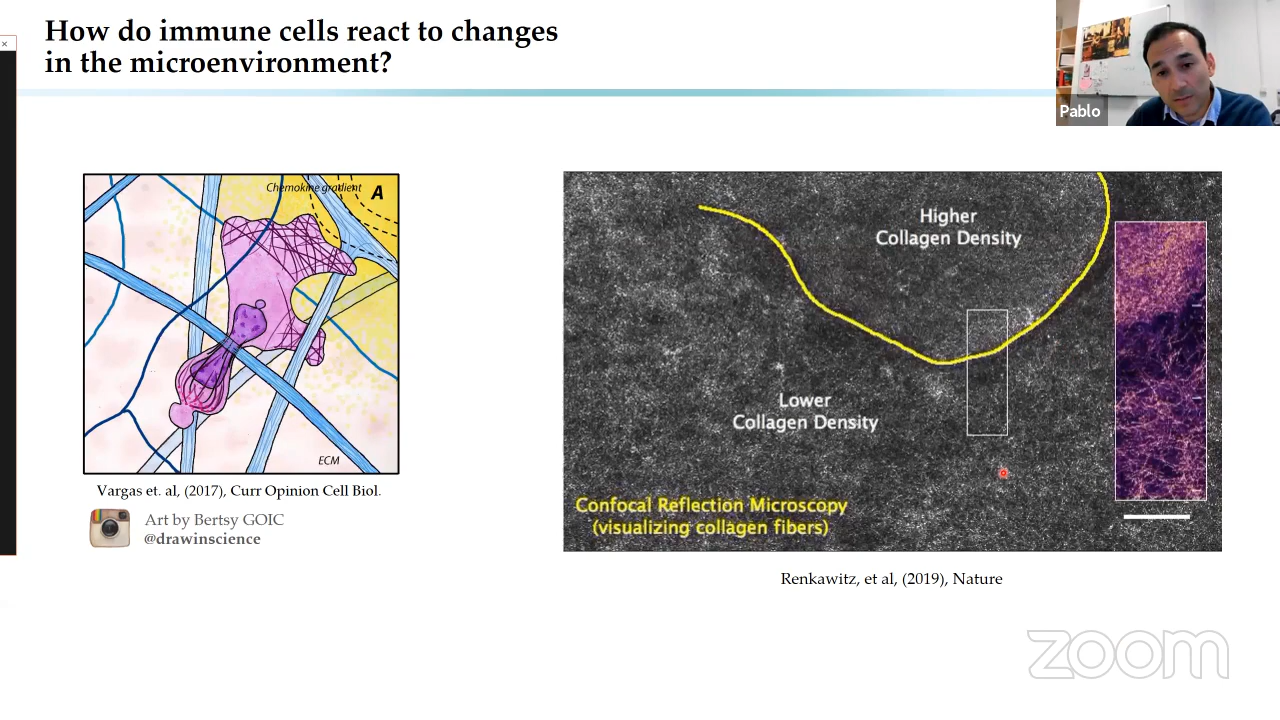 How do immune cells react to changes
in the microenvironment?
Pablo
Chemokine gradient
A
ECM
Vargas et. al, (2017), Curr Opinion Cell Biol.
Art by Bertsy GOIC
@drawinscience
Higher
Collagen Density
Lower
Collagen Density
Confocal Reflection Microscopy
(visualizing collagen fibers)
Renkawitz, et al, (2019), Nature
zoom